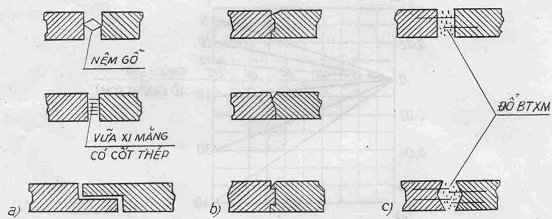 NÊM GỖ
VỮA XI MĂNG
CÓ CỐT THÉP
ĐỔ BTXM
a)
b)
c)